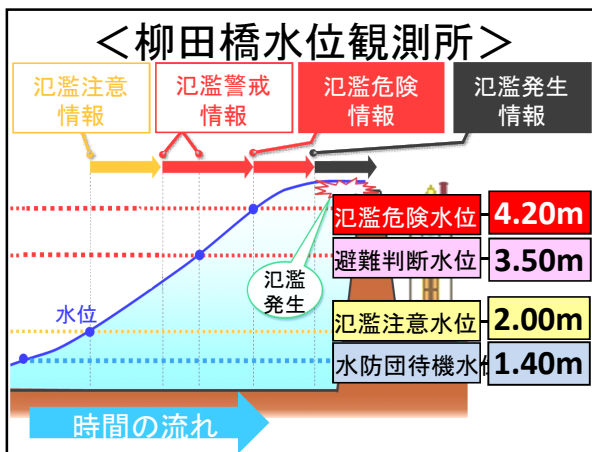 ＜柳田橋水位観測所＞
氾濫注意
情報
氾濫警戒
情報
氾濫危険
情報
氾濫発生
情報
氾濫危険水位
4.20m
避難判断水位
3.50m
氾濫
発生
水位
氾濫注意水位
2.00m
水防団待機水
1.40m
時間の流れ